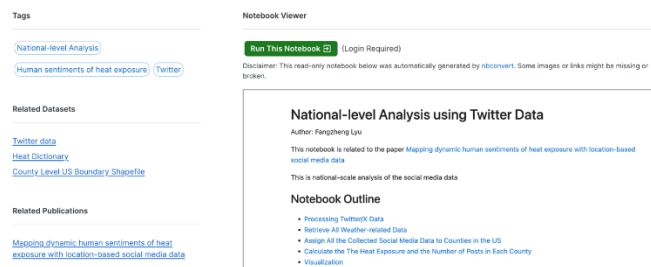 Tags
National-level Analysis
Human sentiments of heat exposure
Twitter
Related Datasets
Twitter data
Heat Dictionary
County Level US Boundary Shapefile
Related Publications
Mapping dynamic human sentiments of heat
exposure with location-based social media data
Notebook Viewer
Run This Notebook (Login Required)
Disclaimer: This read-only notebook below was automatically generated by nbconvert. Some images or links might be missing or
broken.
National-level Analysis using Twitter Data
Author: Fangzheng Lyu
This notebook is related to the paper Mapping dynamic human sentiments of heat exposure with location-based
social media data
This is national-scale analysis of the social media data
Notebook Outline
• Processing Twitter/X Data
• Retrieve All Weather-related Data
• Assign All the Collected Social Media Data to Counties in the US
• Calculate the The Heat Exposure and the Number of Posts in Each County
• Visualization